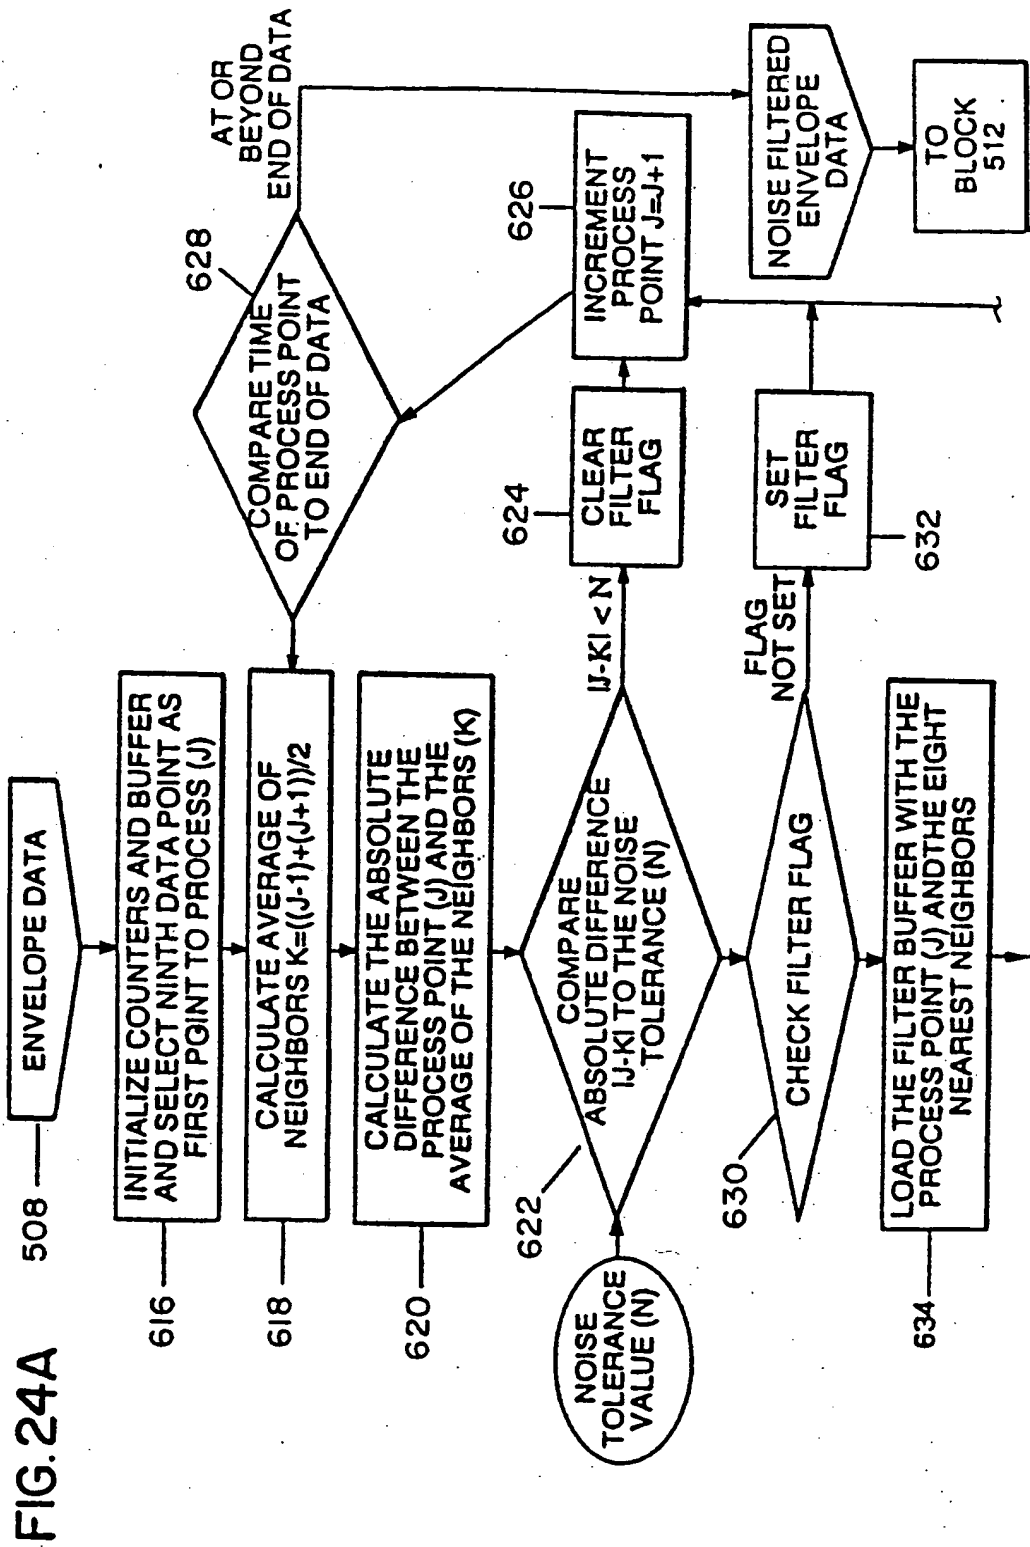 FIG. 24A
508
ENVELOPE DATA
616
INITIALIZE COUNTERS AND BUFFER
AND SELECT NINTH DATA POINT AS
FIRST POINT TO PROCESS (J)
618
CALCULATE AVERAGE OF
NEIGHBORS K=((J-1)+(J+1))/2
620
CALCULATE THE ABSOLUTE
DIFFERENCE BETWEEN THE
PROCESS POINT (J) AND THE
AVERAGE OF THE NEIGHBORS (K)
NOISE
TOLERANCE
VALUE (N)
622
COMPARE
ABSOLUTE DIFFERENCE
|J-K| TO THE NOISE
TOLERANCE (N)
|J-K| < N
624
CLEAR
FILTER
FLAG
626
INCREMENT
PROCESS
POINT J=J+1
628
COMPARE TIME
OF PROCESS POINT
TO END OF DATA
AT OR
BEYOND
END OF DATA
NOISE FILTERED
ENVELOPE
DATA
TO
BLOCK
512
630
CHECK FILTER FLAG
FLAG
NOT SET
SET
FILTER
FLAG
632
634
LOAD THE FILTER BUFFER WITH THE
PROCESS POINT (J) ANDTHE EIGHT
NEAREST NEIGHBORS